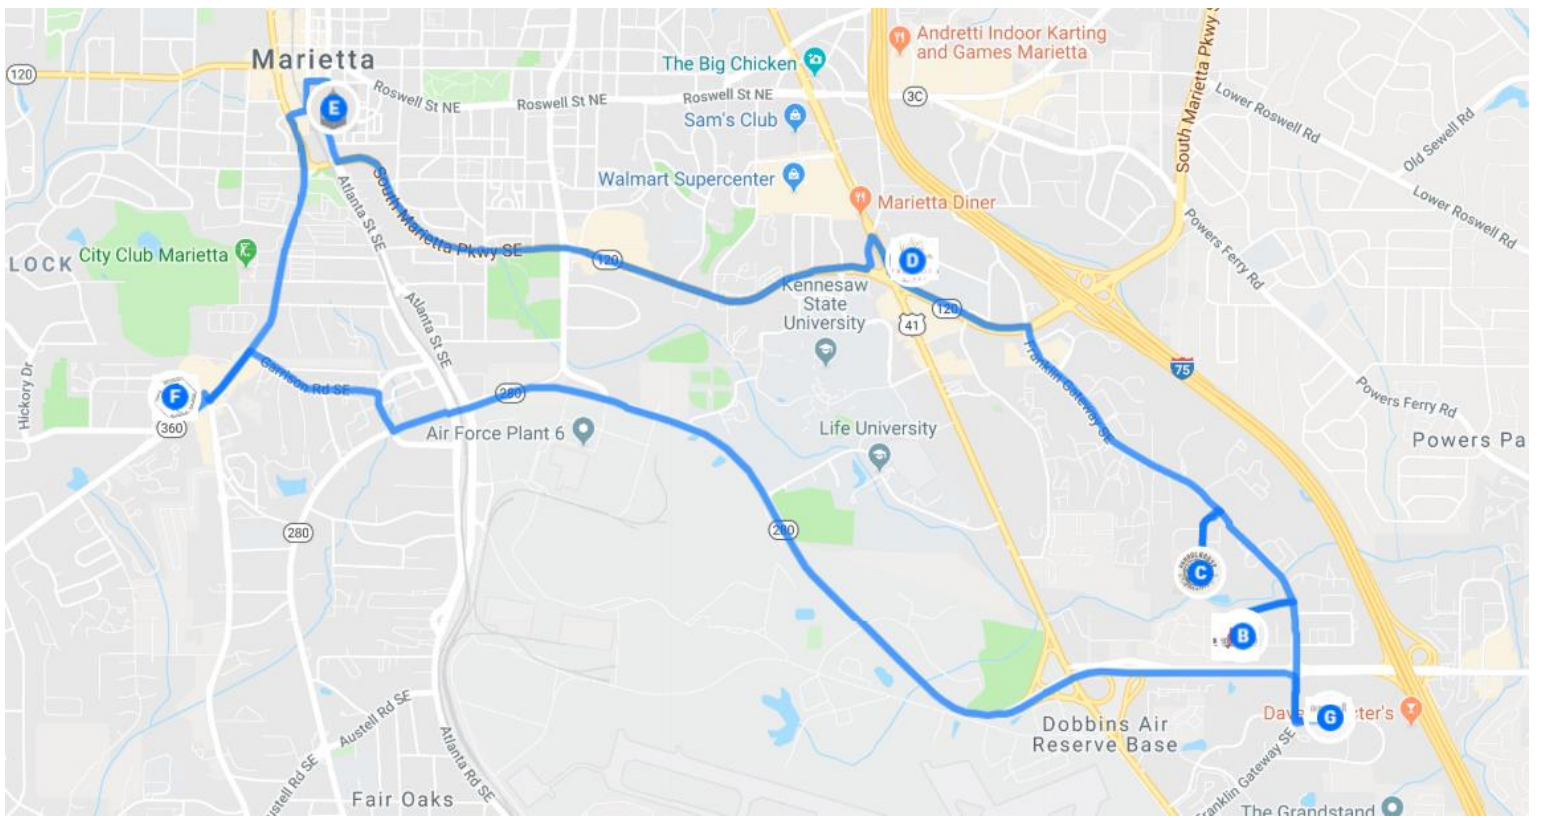 Marietta
120
E
Roswell St NE
Roswell St NE
Roswell St NE
The Big Chicken
Andretti Indoor Karting
and Games Marietta
3C
Sam's Club
Walmart Supercenter
Marietta Diner
South Marietta Pkwy S
Lower Roswell Rd
Old Sewell Rd
Lower Roswell Rd
Powers Ferry Rd
Atlanta St SE
South Marietta Pkwy SE
City Club Marietta
LOCK
120
D
Kennesaw
State
University
120
41
Atlanta St SE
Franklin Gateway SE
75
Powers Ferry Rd
Powers Pa
Hickory Dr
Garrison Rd SE
F
360
280
Air Force Plant 6
Life University
280
280
C
B
G
Dave
ster's
Dobbins Air
Reserve Base
Franklin Gateway SE
The Grandstand
Austell Rd SE
ustell Rd SE
Atlanta Rd SE
Fair Oaks